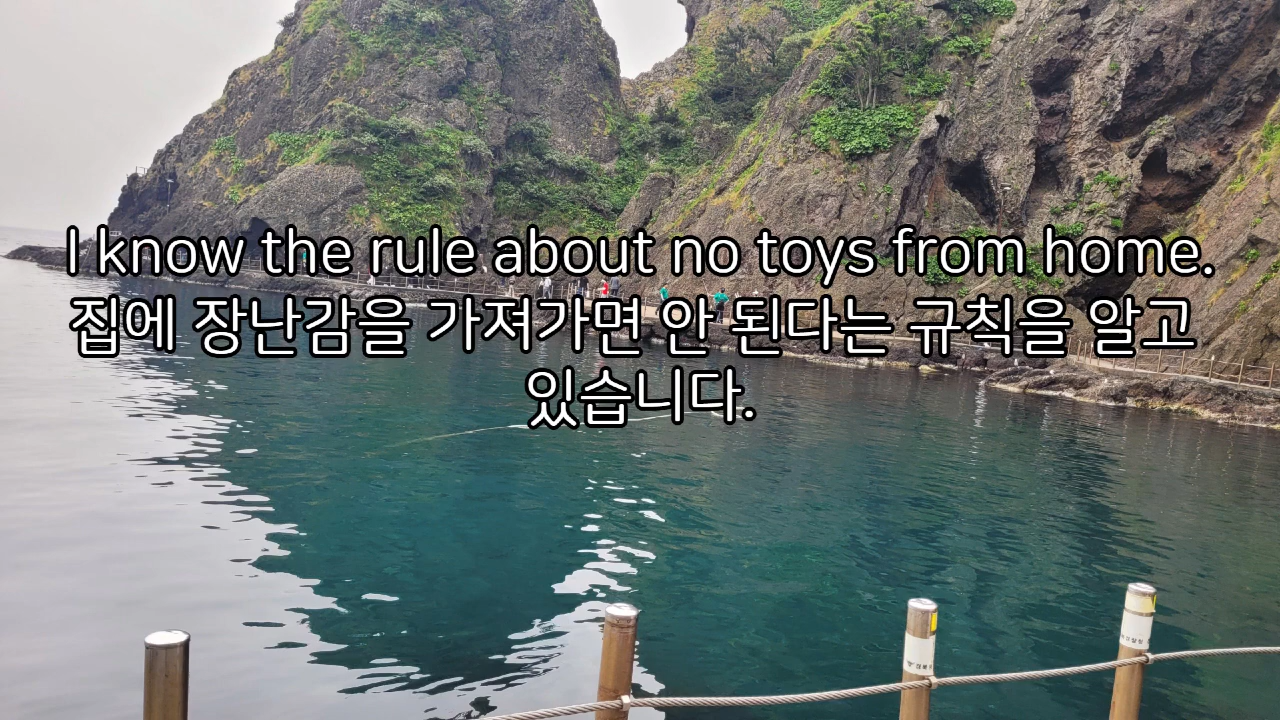 I know the rule about no toys from home.
집에 장난감을 가져가면 안 된다는 규칙을 알고
있습니다.